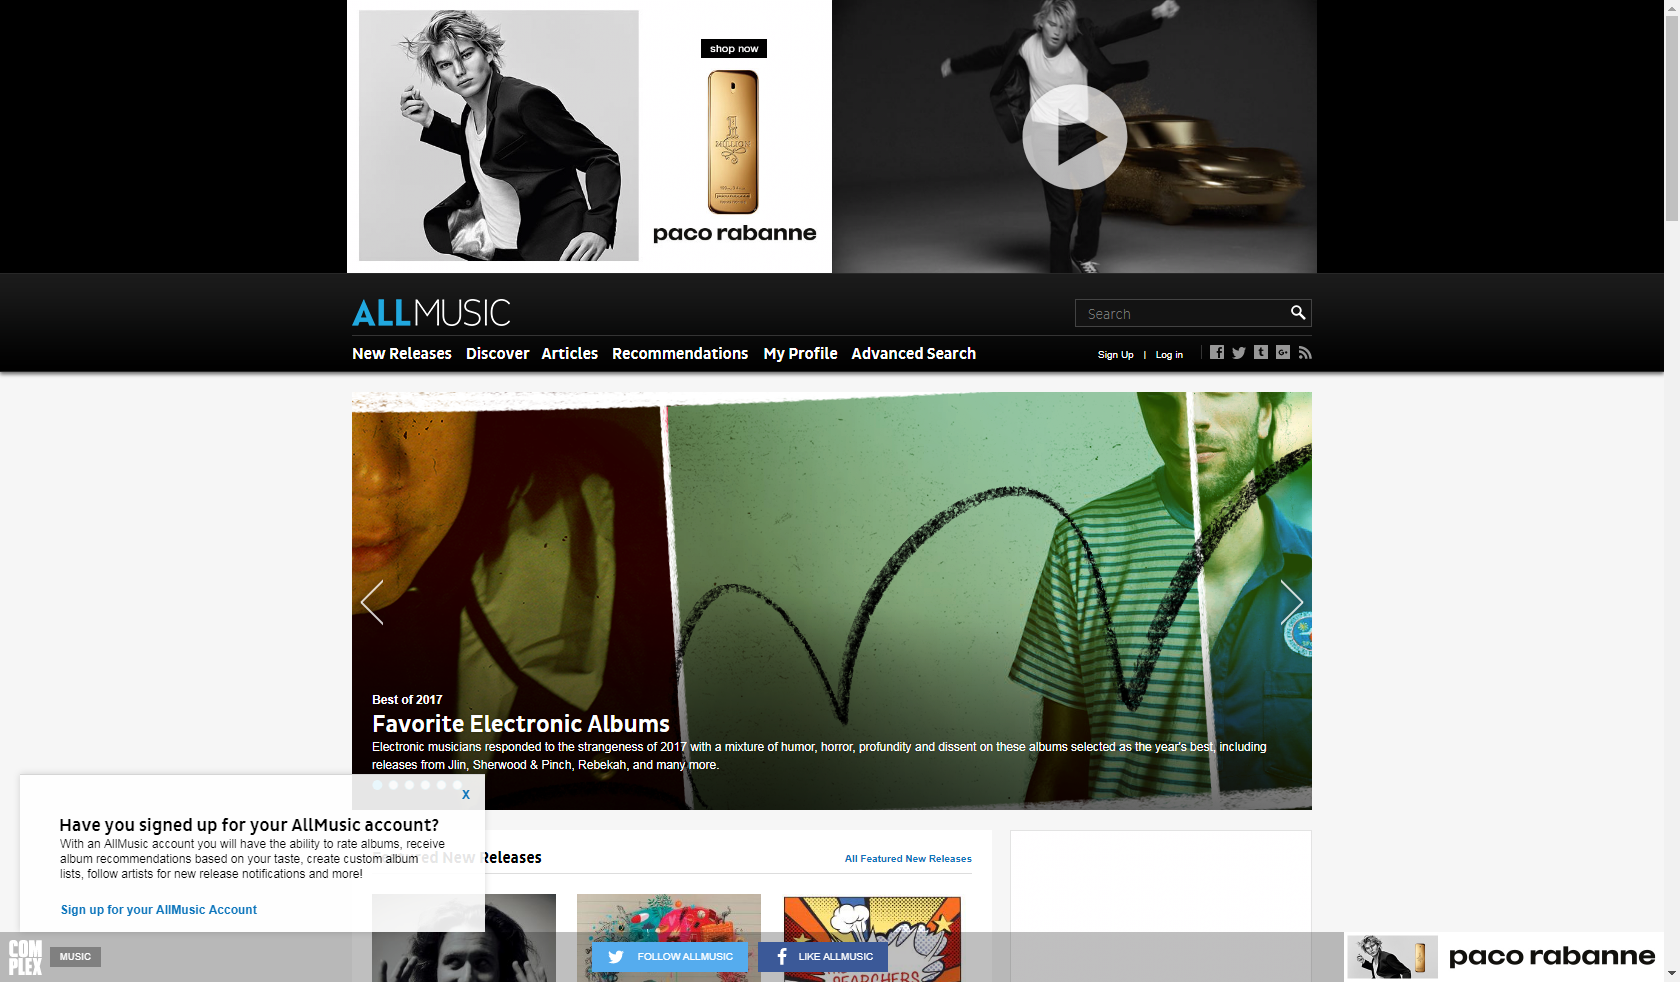 shop now
1
MILLION
paco rabanne
ALLMUSIC
Search
New Releases Discover Articles Recommendations My Profile Advanced Search
Sign Up | Log in
Best of 2017
Favorite Electronic Albums
Electronic musicians responded to the strangeness of 2017 with a mixture of humor, horror, profundity and dissent on these albums selected as the year's best, including
releases from Jlin, Sherwood & Pinch, Rebekah, and many more.
X
Have you signed up for your AllMusic account?
With an AllMusic account you will have the ability to rate albums, receive
album recommendations based on your taste, create custom album
lists, follow artists for new release notifications and more!
Sign up for your AllMusic Account
Featured New Releases
All Featured New Releases
SEARCHERS
COM
PLEX
MUSIC
FOLLOW ALLMUSIC
LIKE ALLMUSIC
paco rabanne